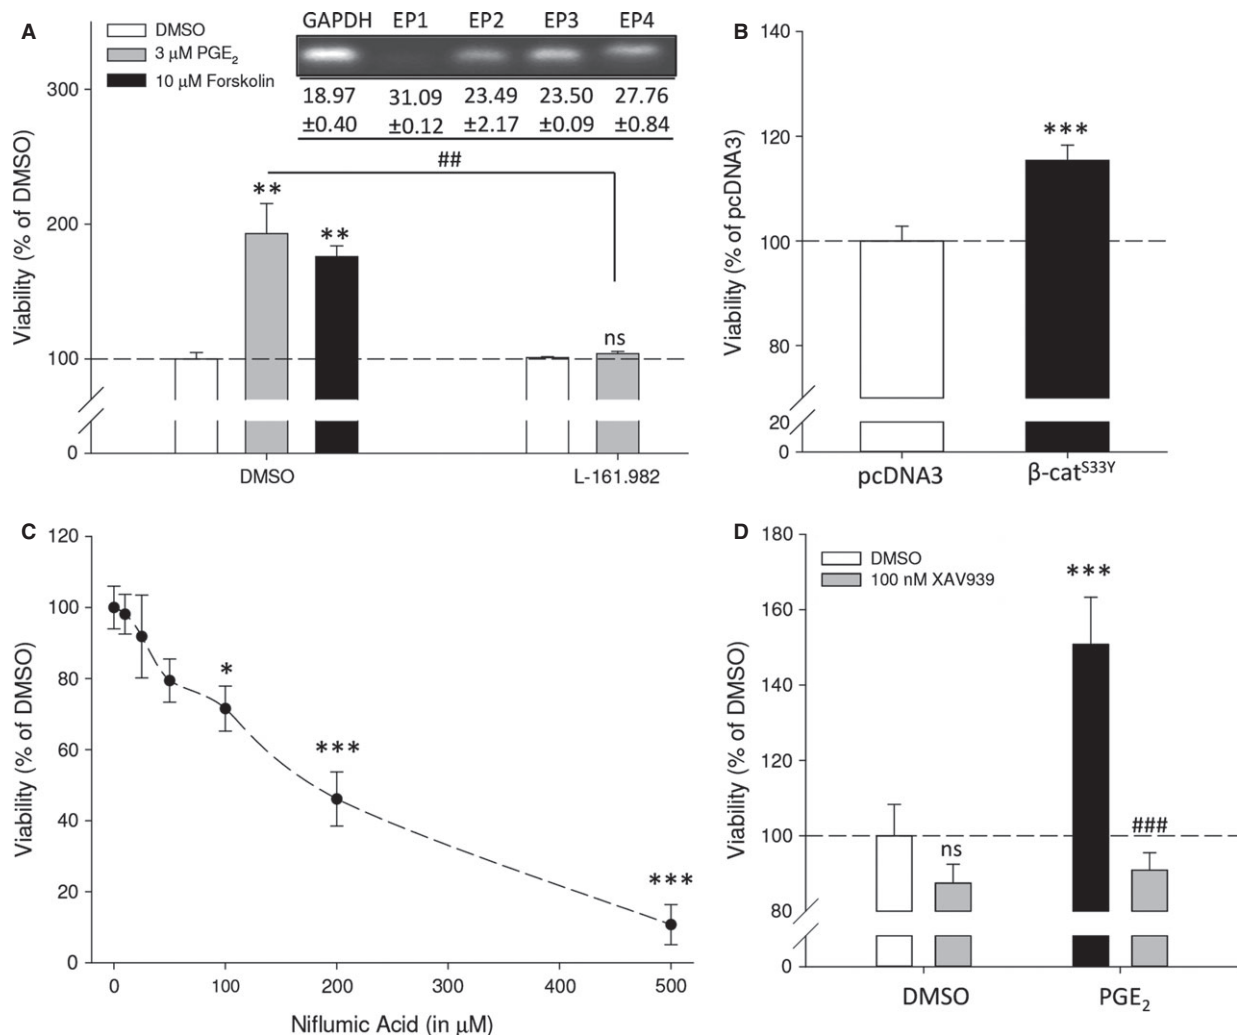 A
DMSO
3 μM PGE2
10 μM Forskolin
GAPDH EP1 EP2 EP3 EP4
18.97 31.09 23.49 23.50 27.76
±0.40 ±0.12 ±2.17 ±0.09 ±0.84
##
**
**
ns
Viability (% of DMSO)
300
200
100
0
DMSO L-161.982
B
Viability (% of pcDNA3)
140
120
100
80
20
0
***
pcDNA3 β-catS33Y
C
Viability (% of DMSO)
120
100
80
60
40
20
0
*
***
***
0 100 200 300 400 500
Niflumic Acid (in μM)
D
DMSO
100 nM XAV939
Viability (% of DMSO)
180
160
140
120
100
80
0
***
###
ns
DMSO PGE2